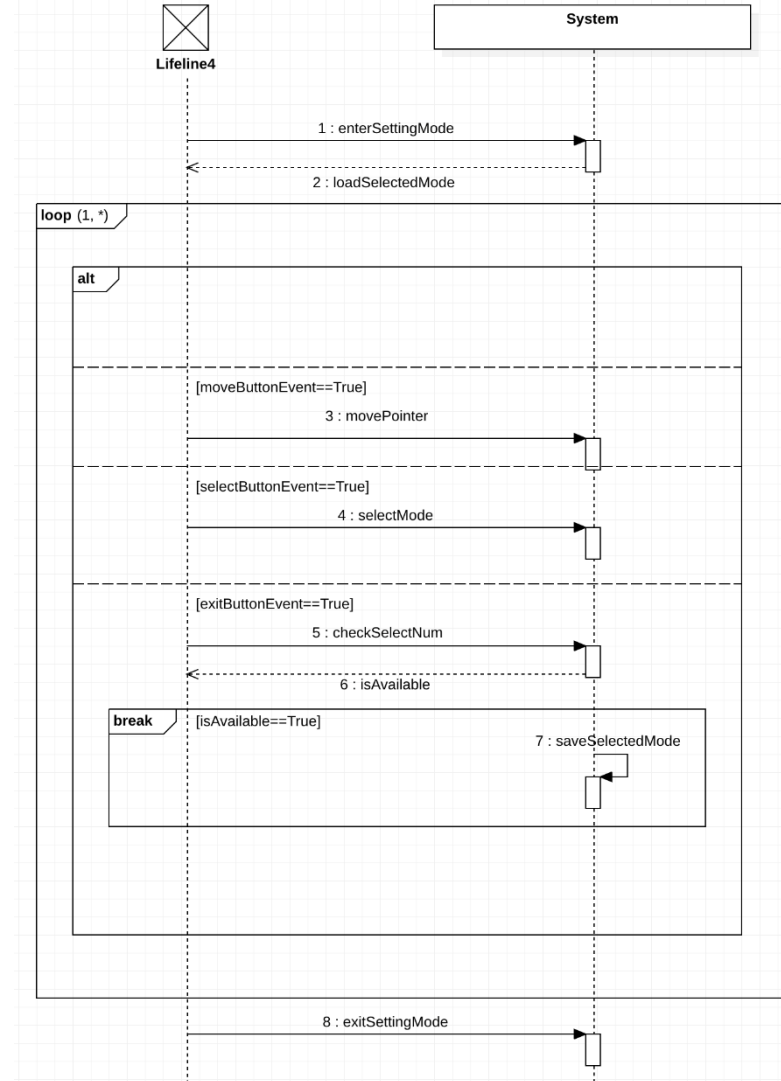 System
Lifeline4
1 : enterSettingMode
2 : loadSelectedMode
loop (1, *)
alt
[moveButtonEvent==True]
3 : movePointer
[selectButtonEvent==True]
4 : selectMode
[exitButtonEvent==True]
5 : checkSelectNum
6 : isAvailable
break [isAvailable==True]
7 : saveSelectedMode
8 : exitSettingMode